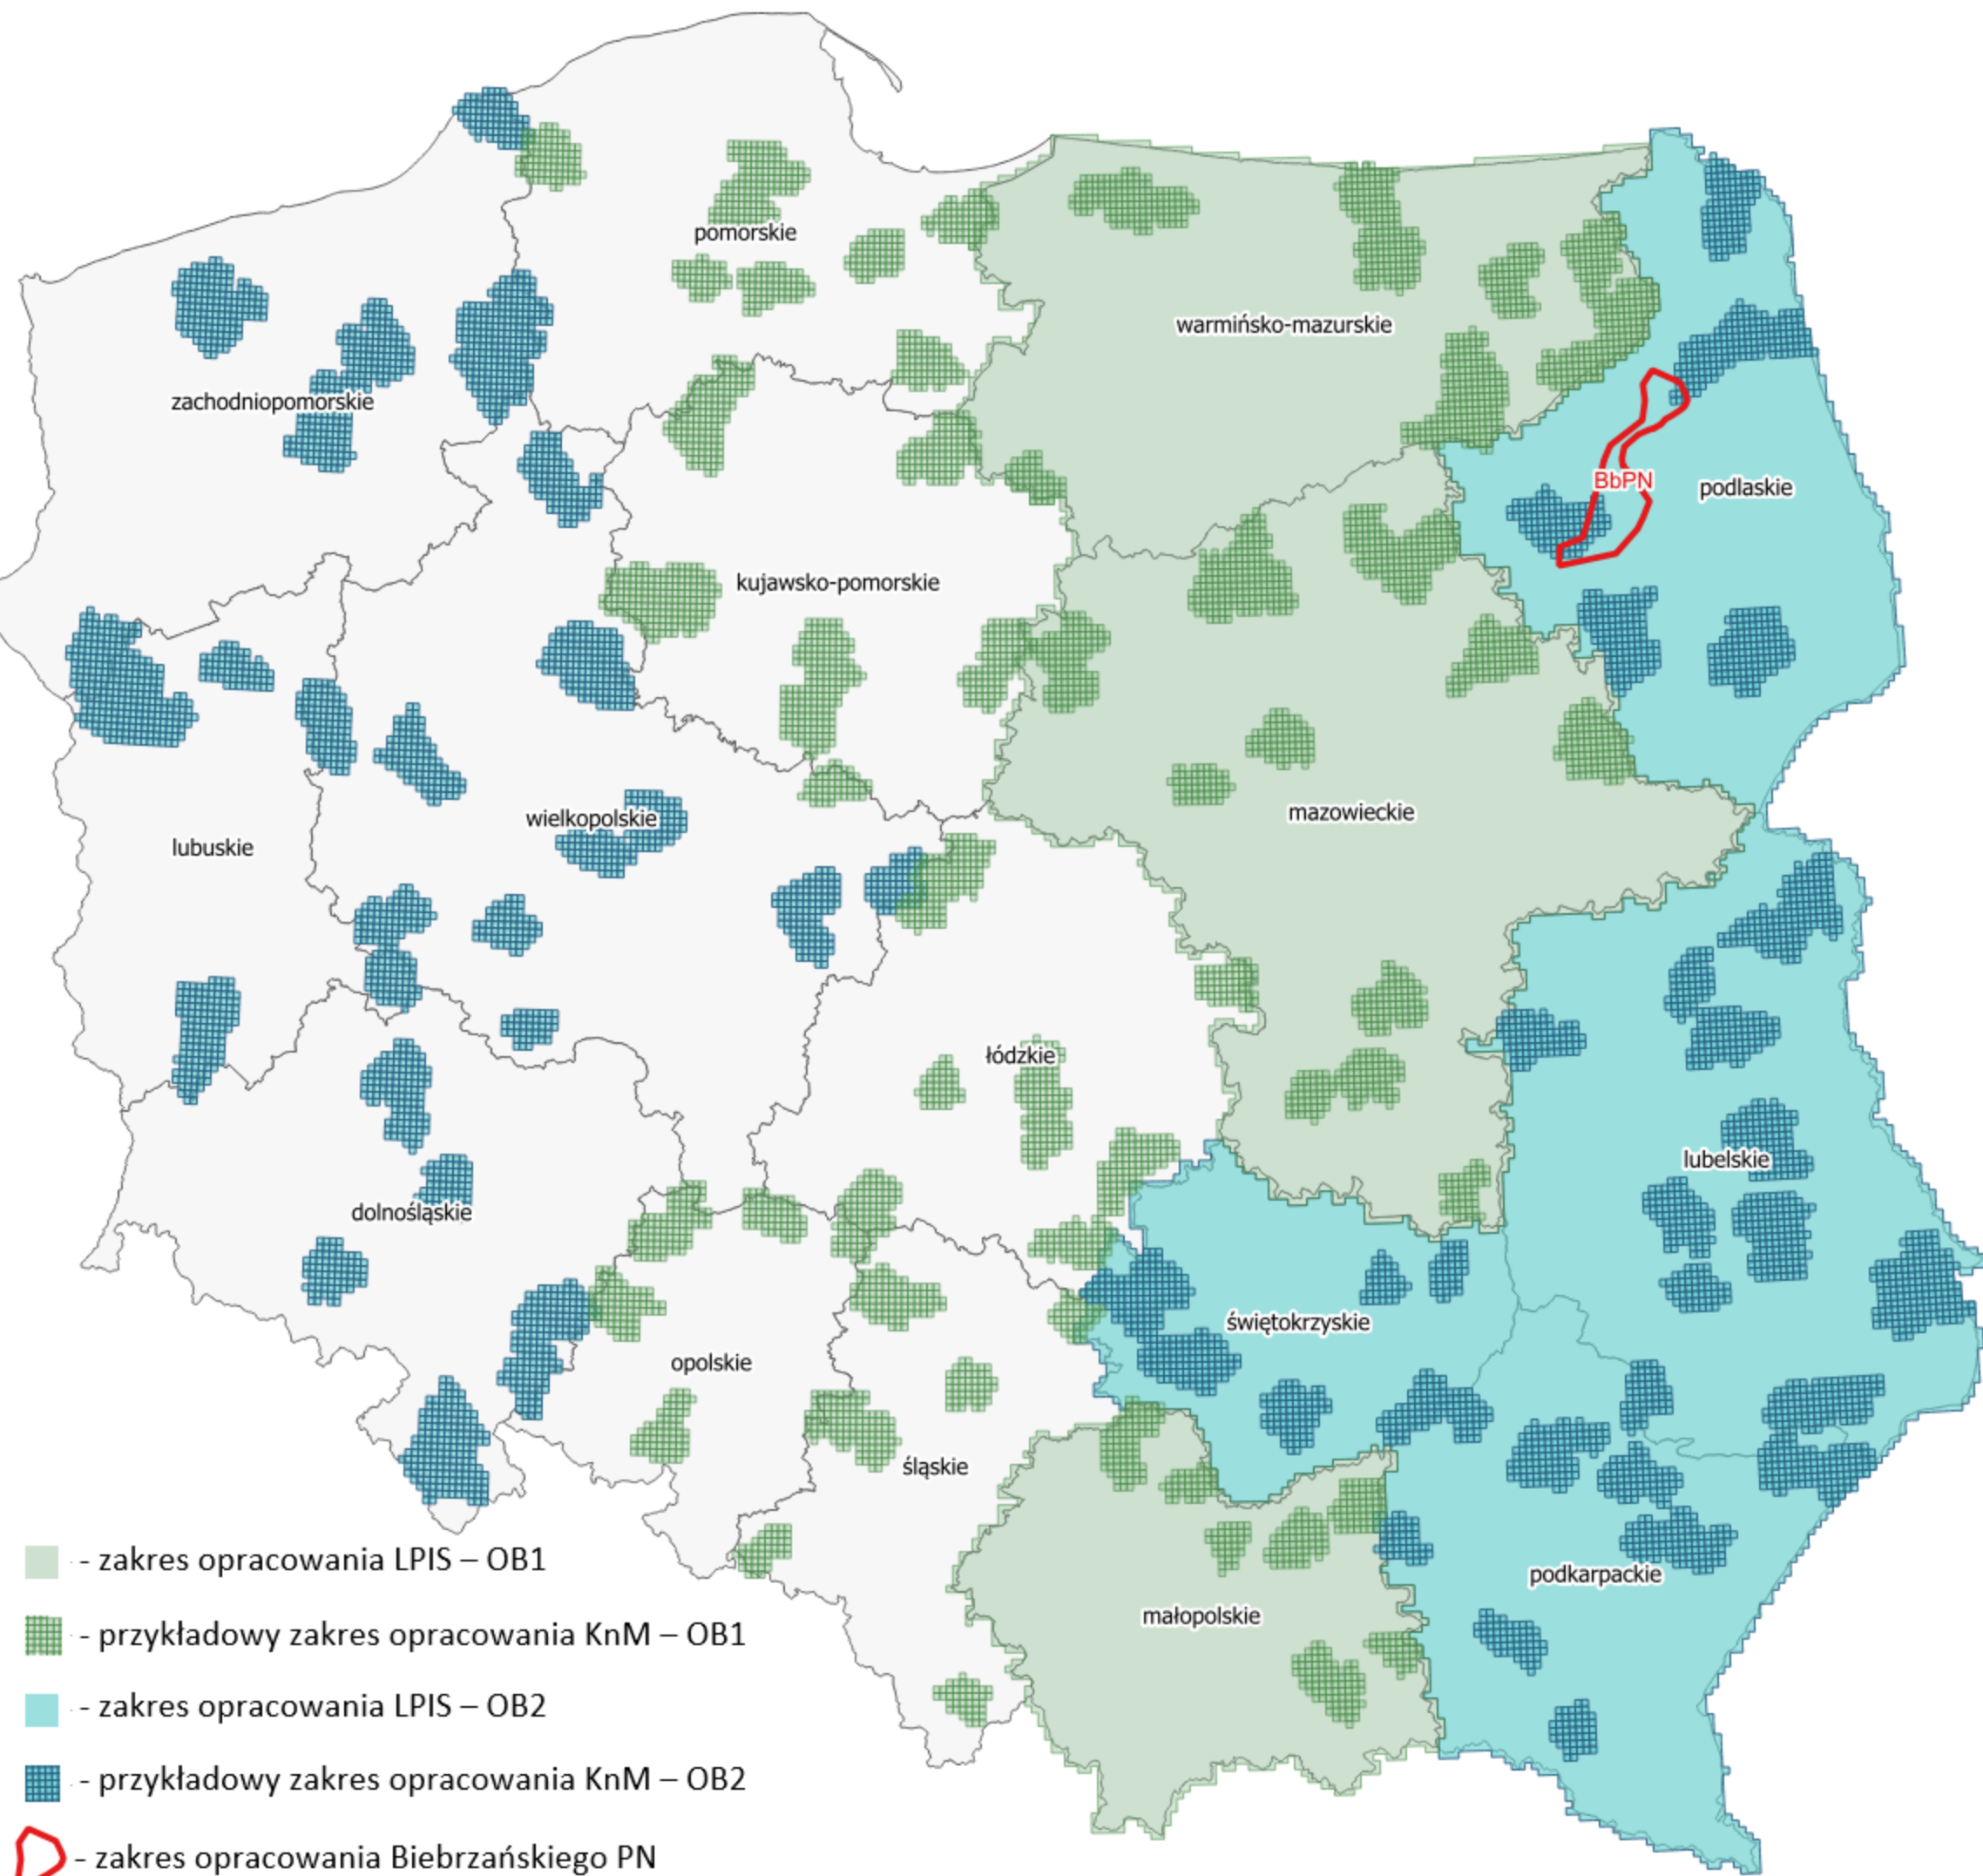 pomorskie
warmińsko-mazurskie
zachodniopomorskie
BbPN
podlaskie
kujawsko-pomorskie
mazowieckie
wielkopolskie
lubuskie
łódzkie
lubelskie
dolnośląskie
świętokrzyskie
opolskie
śląskie
podkarpackie
małopolskie
- zakres opracowania LPIS – OB1
- przykładowy zakres opracowania KnM – OB1
- zakres opracowania LPIS – OB2
- przykładowy zakres opracowania KnM – OB2
- zakres opracowania Biebrzańskiego PN